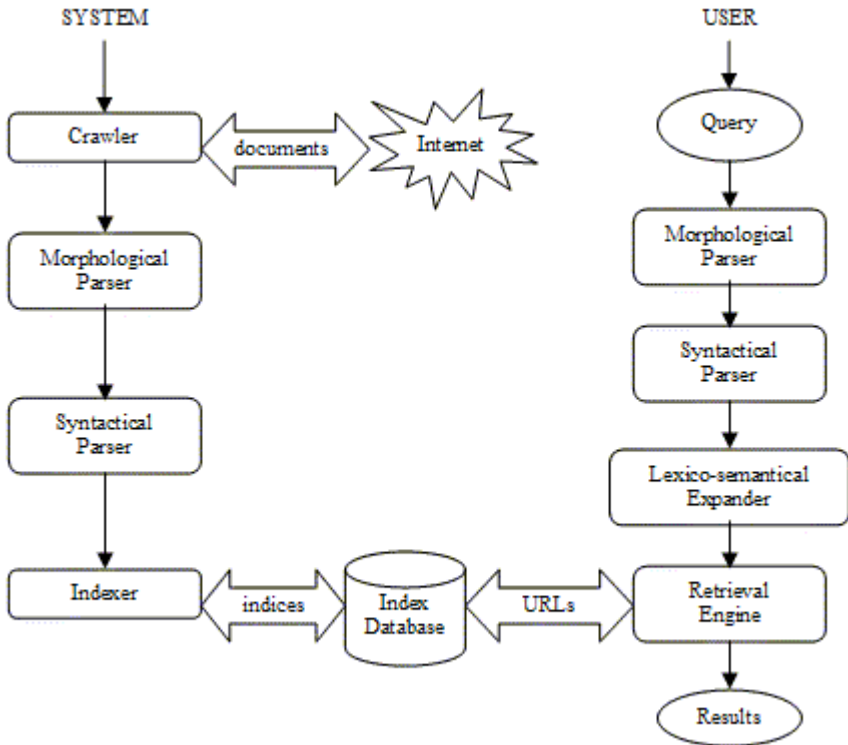 SYSTEM
USER
Crawler
documents
Internet
Query
Morphological
Parser
Morphological
Parser
Syntactical
Parser
Syntactical
Parser
Lexico-semantical
Expander
Indexer
indices
Index
Database
URLs
Retrieval
Engine
Results